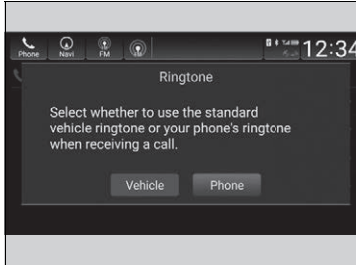 Phone Navi FM
12:34
Ringtone
Select whether to use the standard
vehicle ringtone or your phone's ringtone
when receiving a call.
Vehicle Phone